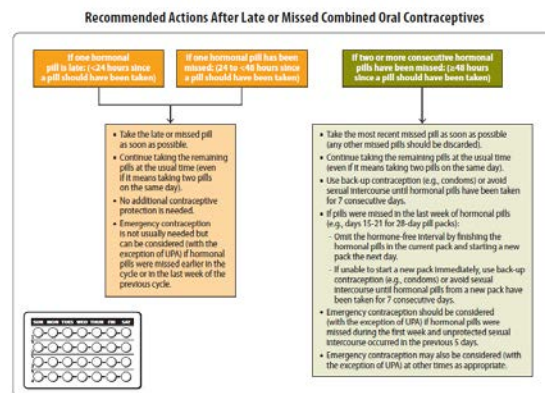 Recommended Actions After Late or Missed Combined Oral Contraceptives
If one hormonal
pill is late: (<24 hours since
a pill should have been taken)
If one hormonal pill has been
missed: (24 to <48 hours since
a pill should have been taken)
If two or more consecutive hormonal
pills have been missed: (≥48 hours
since a pill should have been taken)
• Take the late or missed pill
as soon as possible.
• Continue taking the remaining
pills at the usual time (even
if it means taking two pills
on the same day).
• No additional contraceptive
protection is needed.
• Emergency contraception
is not usually needed but
can be considered (with the
exception of UPA) if hormonal
pills were missed earlier in
the cycle or in the last week of the
previous cycle.
• Take the most recent missed pill as soon as possible
(any other missed pills should be discarded).
• Continue taking the remaining pills at the usual time
(even if it means taking two pills on the same day).
• Use back-up contraception (e.g., condoms) or avoid
sexual intercourse until hormonal pills have been taken
for 7 consecutive days.
• If pills were missed in the last week of hormonal pills
(e.g., days 15-21 for 28-day pill packs):
- Omit the hormone-free interval by finishing the
hormonal pills in the current pack and starting a new
pack the next day.
- If unable to start a new pack immediately, use back-up
contraception (e.g., condoms) or avoid sexual
intercourse until hormonal pills from a new pack have
been taken for 7 consecutive days.
• Emergency contraception should be considered
(with the exception of UPA) if hormonal pills were
missed during the first week and unprotected sexual
intercourse occurred in the previous 5 days.
• Emergency contraception may also be considered (with
the exception of UPA) at other times as appropriate.
SUN MON TUES WED THUR FRI SAT